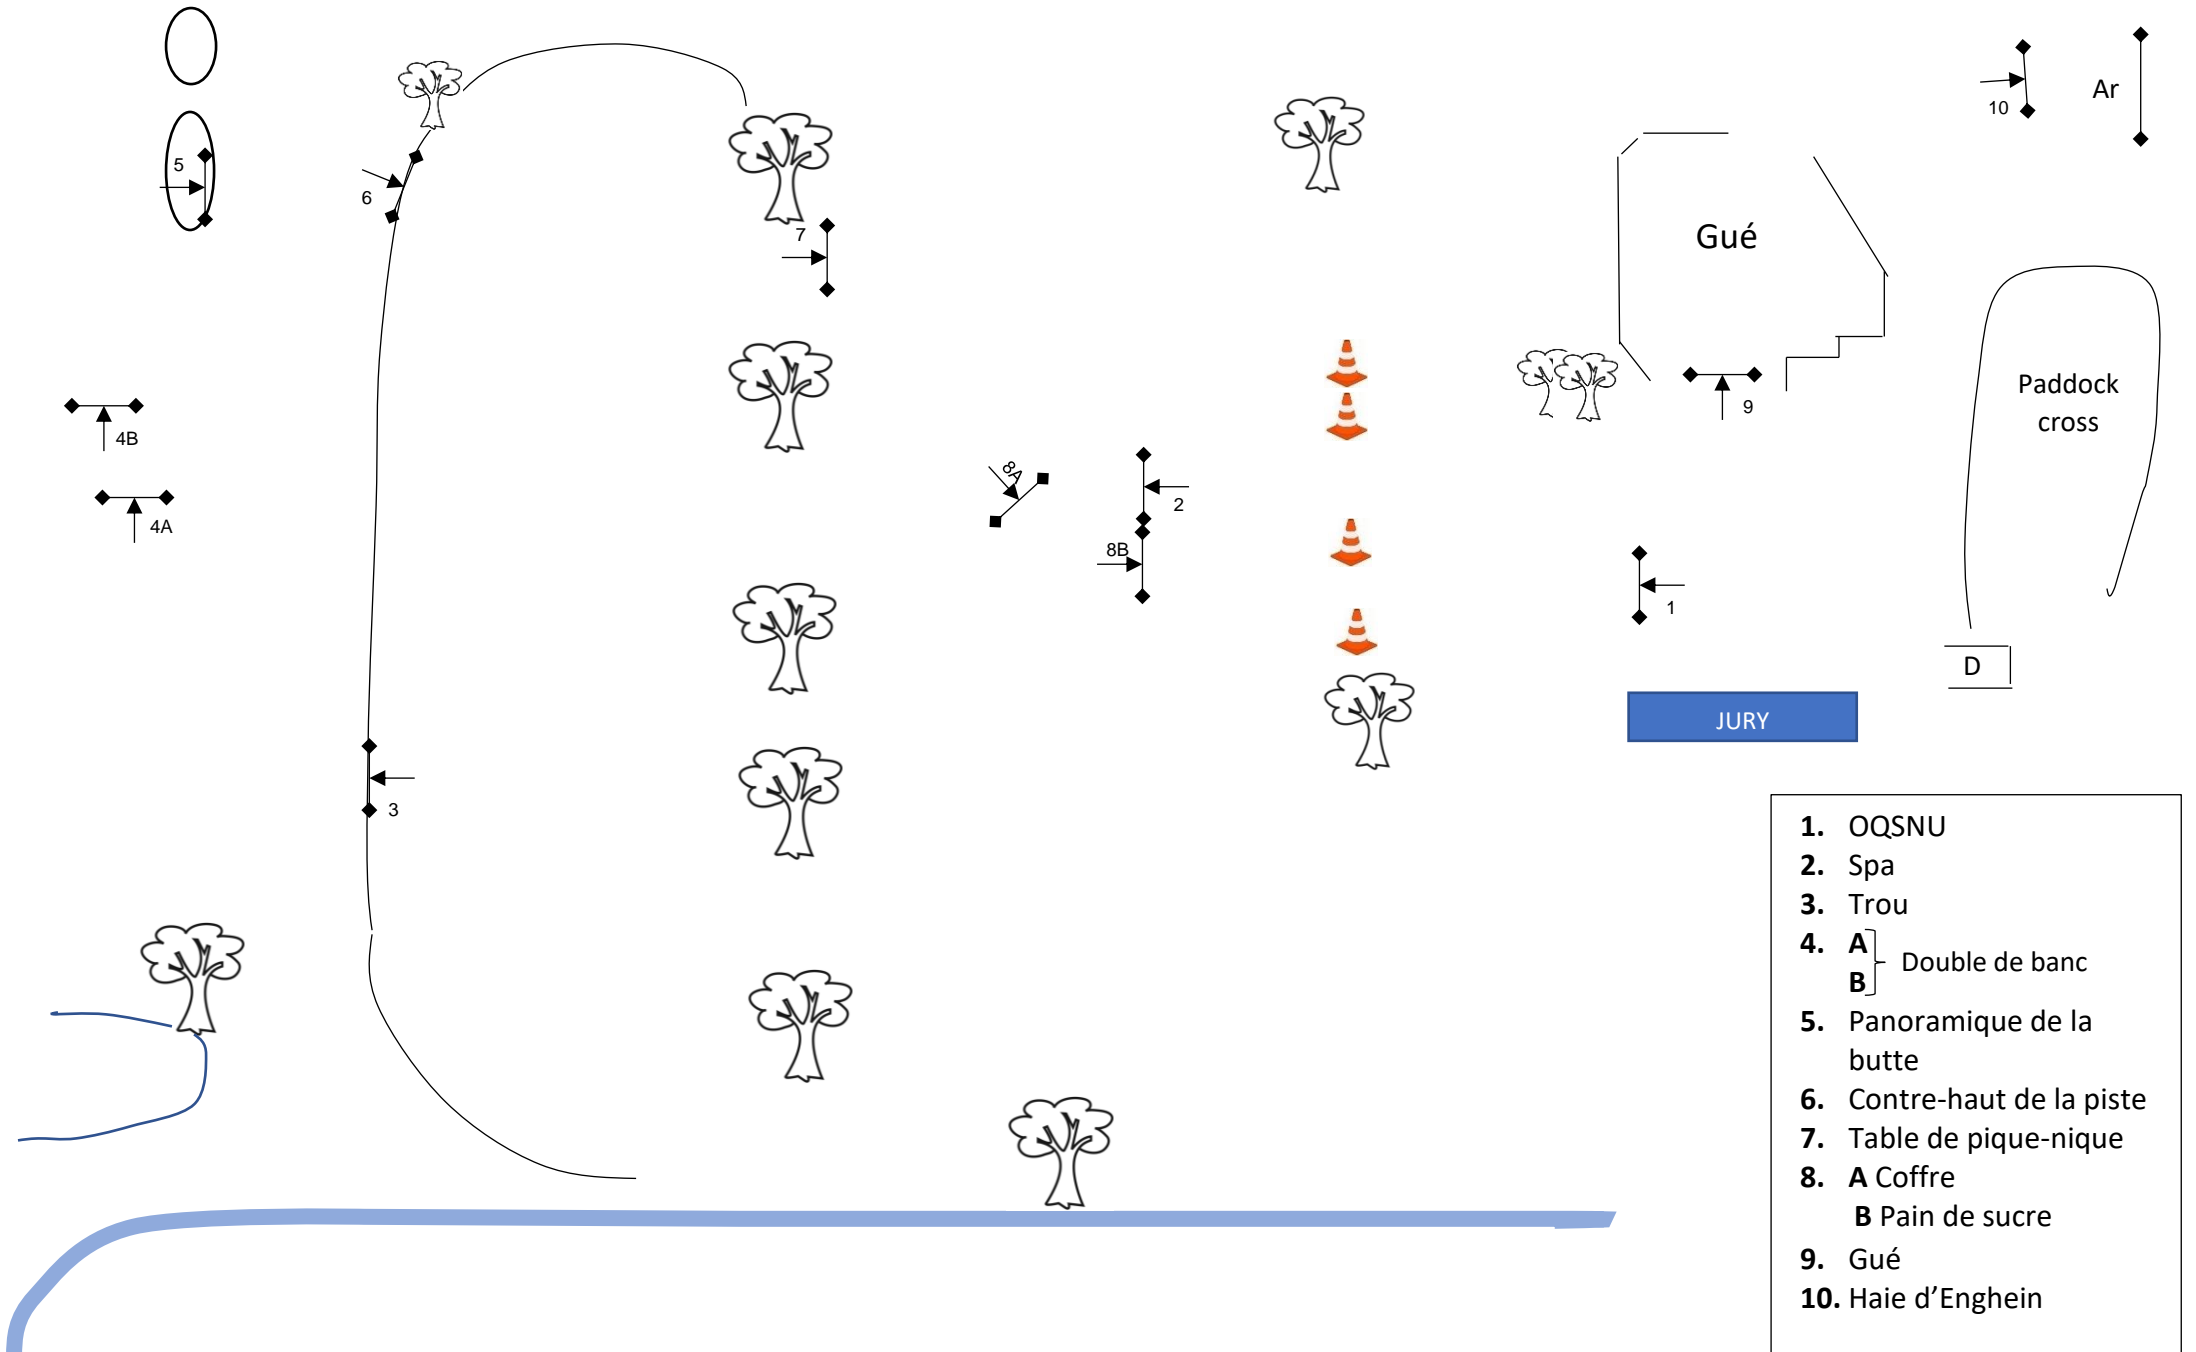 10
Ar
5
6
7
Gué
Paddock
cross
4B
9
8A
2
4A
8B
1
D
JURY
3
1. OQSNU
2. Spa
3. Trou
4. A
B
Double de banc
5. Panoramique de la
butte
6. Contre-haut de la piste
7. Table de pique-nique
8. A Coffre
B Pain de sucre
9. Gué
10. Haie d’Enghein